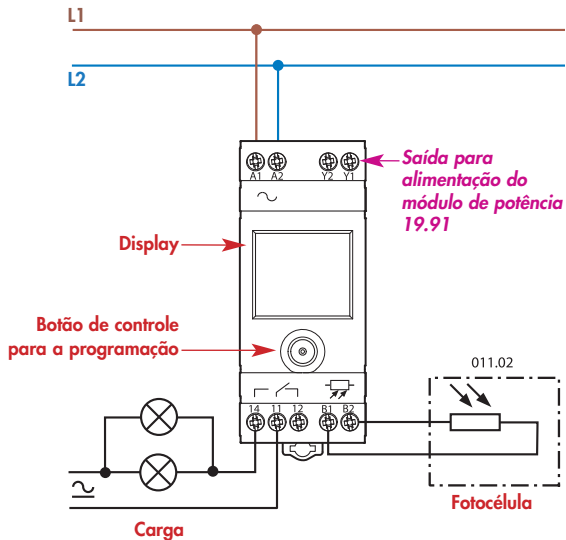 L1
L2
A1 A2 Y2 Y1
Saída para
alimentação do
módulo de potência
19.91
Display
Botão de controle
para a programação
011.02
14 11 12 B1 B2
Fotocélula
Carga